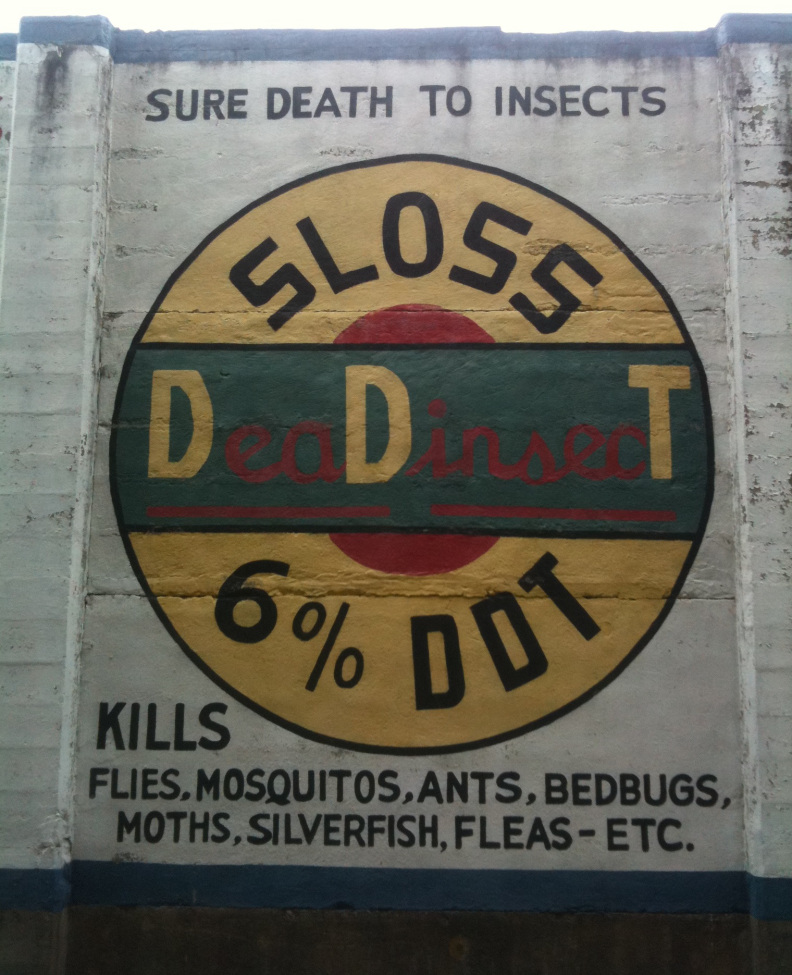 SURE DEATH TO INSECTS
SLOSS
DeaDinsecT
6% DDT
KILLS
FLIES, MOSQUITOS, ANTS, BEDBUGS,
MOTHS, SILVERFISH, FLEAS - ETC.